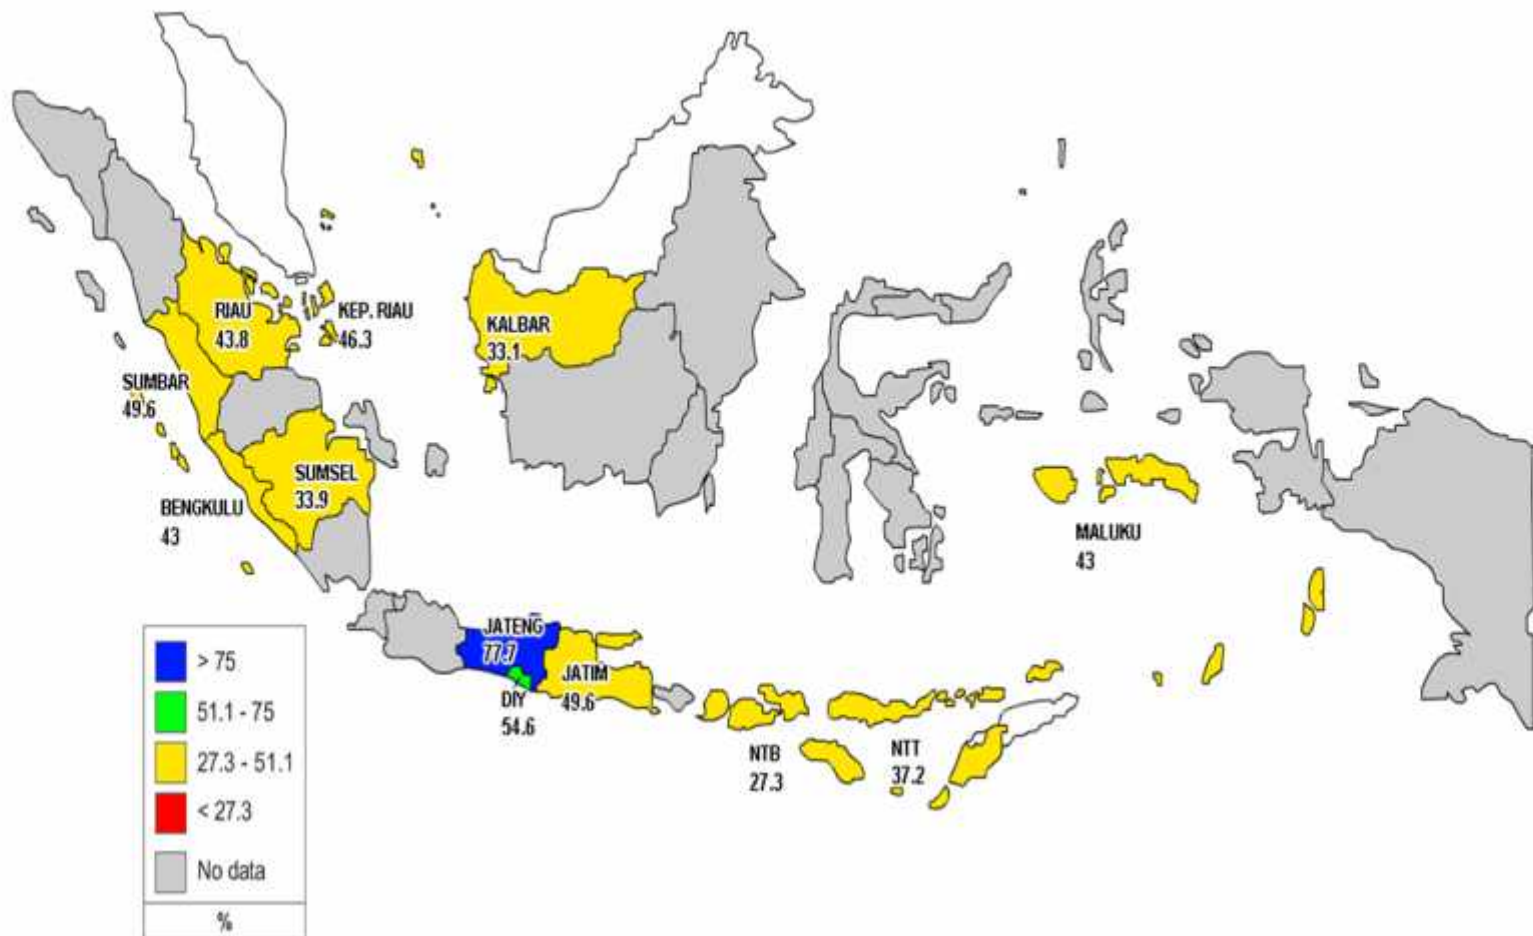 RIAU
43.8
KEP. RIAU
46.3
KALBAR
33.1
SUMBAR
49.6
SUMSEL
33.9
BENGKULU
43
MALUKU
43
JATENG
77.7
JATIM
49.6
DIY
54.6
NTB
27.3
NTT
37.2
> 75
51.1 - 75
27.3 - 51.1
< 27.3
No data
%